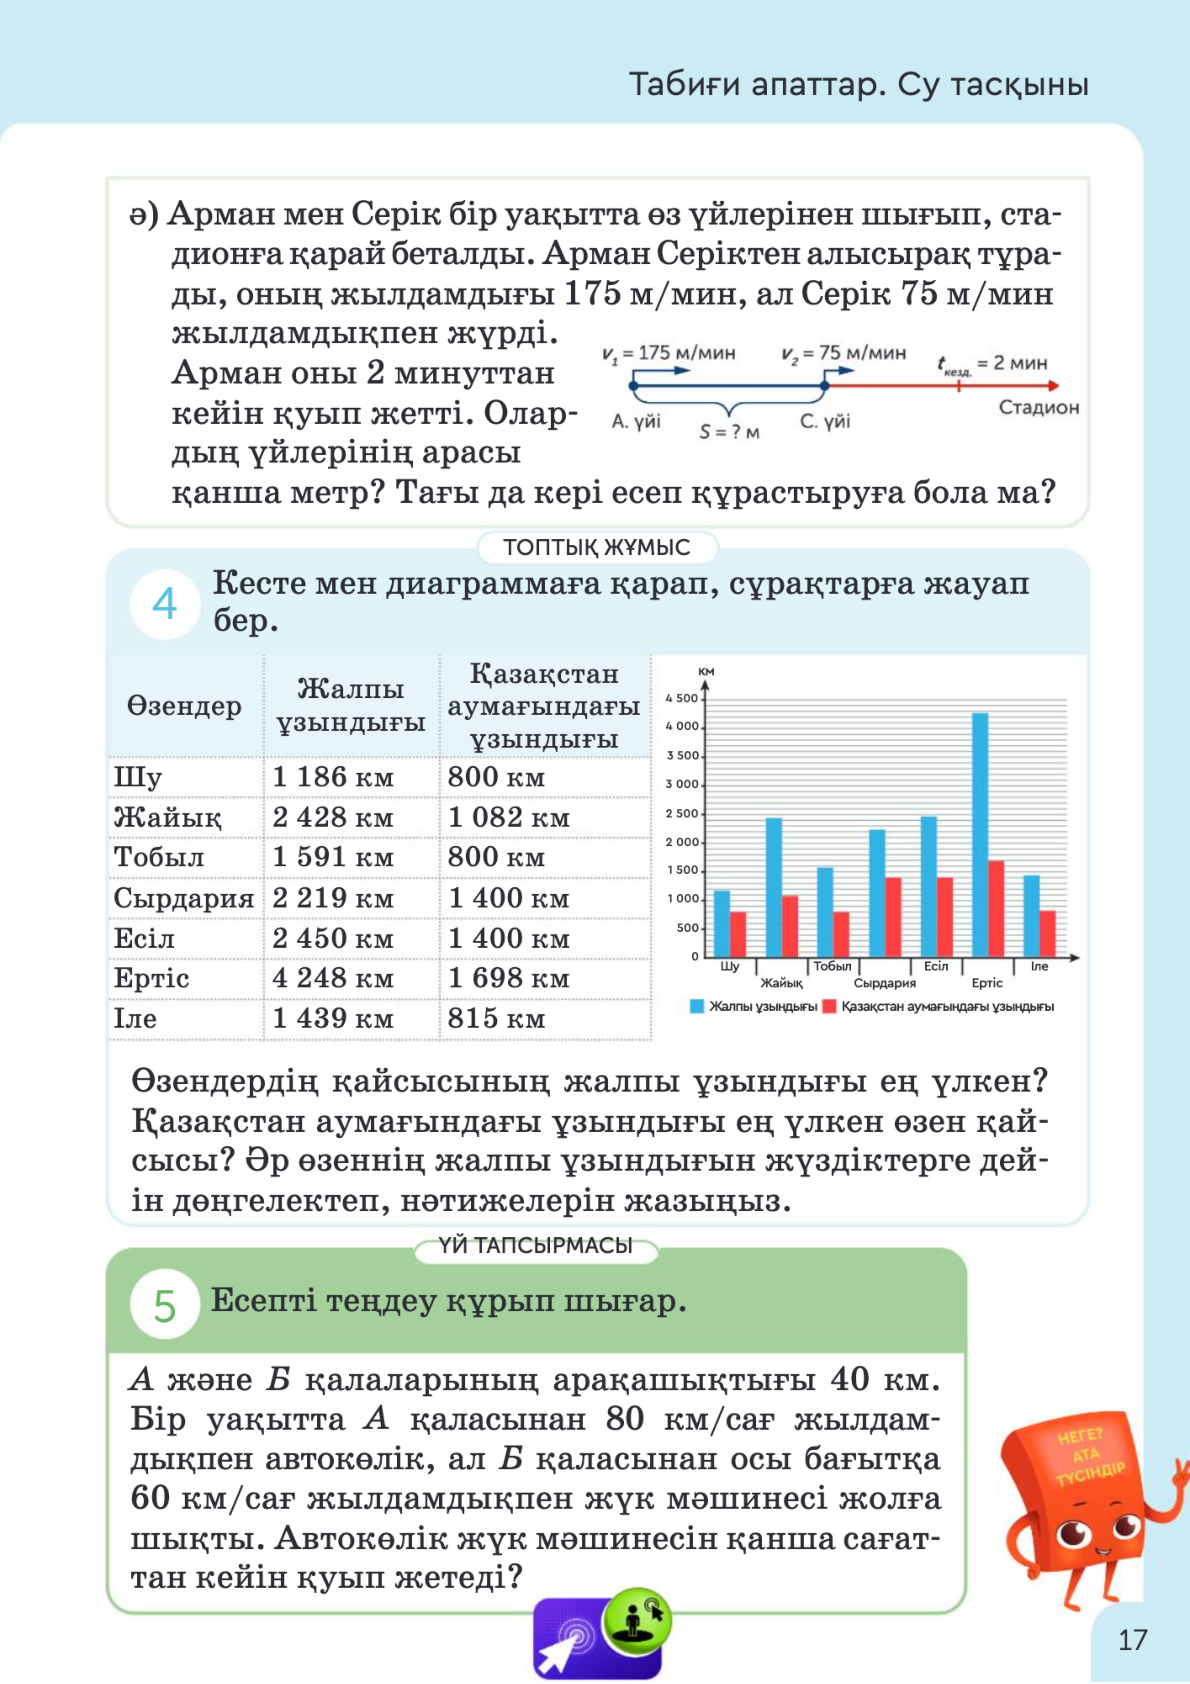 Табиғи апаттар. Су тасқыны
ә) Арман мен Серік бір уақытта өз үйлерінен шығып, ста-
дионға қарай беталды. Арман Серіктен алысырақ тұра-
ды, оның жылдамдығы 175 м/мин, ал Серік 75 м/мин
жылдамдықпен жүрді.
Арман оны 2 минуттан
кейін қуып жетті. Олар-
дың үйлерінің арасы
қанша метр? Тағы да кері есеп құрастыруға бола ма?
v₁ = 175 м/мин v₂ = 75 м/мин tкезд. = 2 мин
А. үйі S = ? м С. үйі Стадион
ТОПТЫҚ ЖҰМЫС
4 Кесте мен диаграммаға қарап, сұрақтарға жауап
бер.
Өзендер Жалпы ұзындығы Қазақстан аумағындағы ұзындығы
Шу 1 186 км 800 км
Жайық 2 428 км 1 082 км
Тобыл 1 591 км 800 км
Сырдария 2 219 км 1 400 км
Есіл 2 450 км 1 400 км
Ертіс 4 248 км 1 698 км
Іле 1 439 км 815 км
км
4 500
4 000
3 500
3 000
2 500
2 000
1 500
1 000
500
0
Шу Жайық Тобыл Сырдария Есіл Ертіс Іле
Жалпы ұзындығы Қазақстан аумағындағы ұзындығы
Өзендердің қайсысының жалпы ұзындығы ең үлкен?
Қазақстан аумағындағы ұзындығы ең үлкен өзен қай-
сысы? Әр өзеннің жалпы ұзындығын жүздіктерге дей-
ін дөңгелектеп, нәтижелерін жазыңыз.
ҮЙ ТАПСЫРМАСЫ
5 Есепті теңдеу құрып шығар.
А және Б қалаларының арақашықтығы 40 км.
Бір уақытта А қаласынан 80 км/сағ жылдам-
дықпен автокөлік, ал Б қаласынан осы бағытқа
60 км/сағ жылдамдықпен жүк мәшинесі жолға
шықты. Автокөлік жүк мәшинесін қанша сағат-
тан кейін қуып жетеді?
НЕГЕ?
АТА
ТҮСІНДІР
17